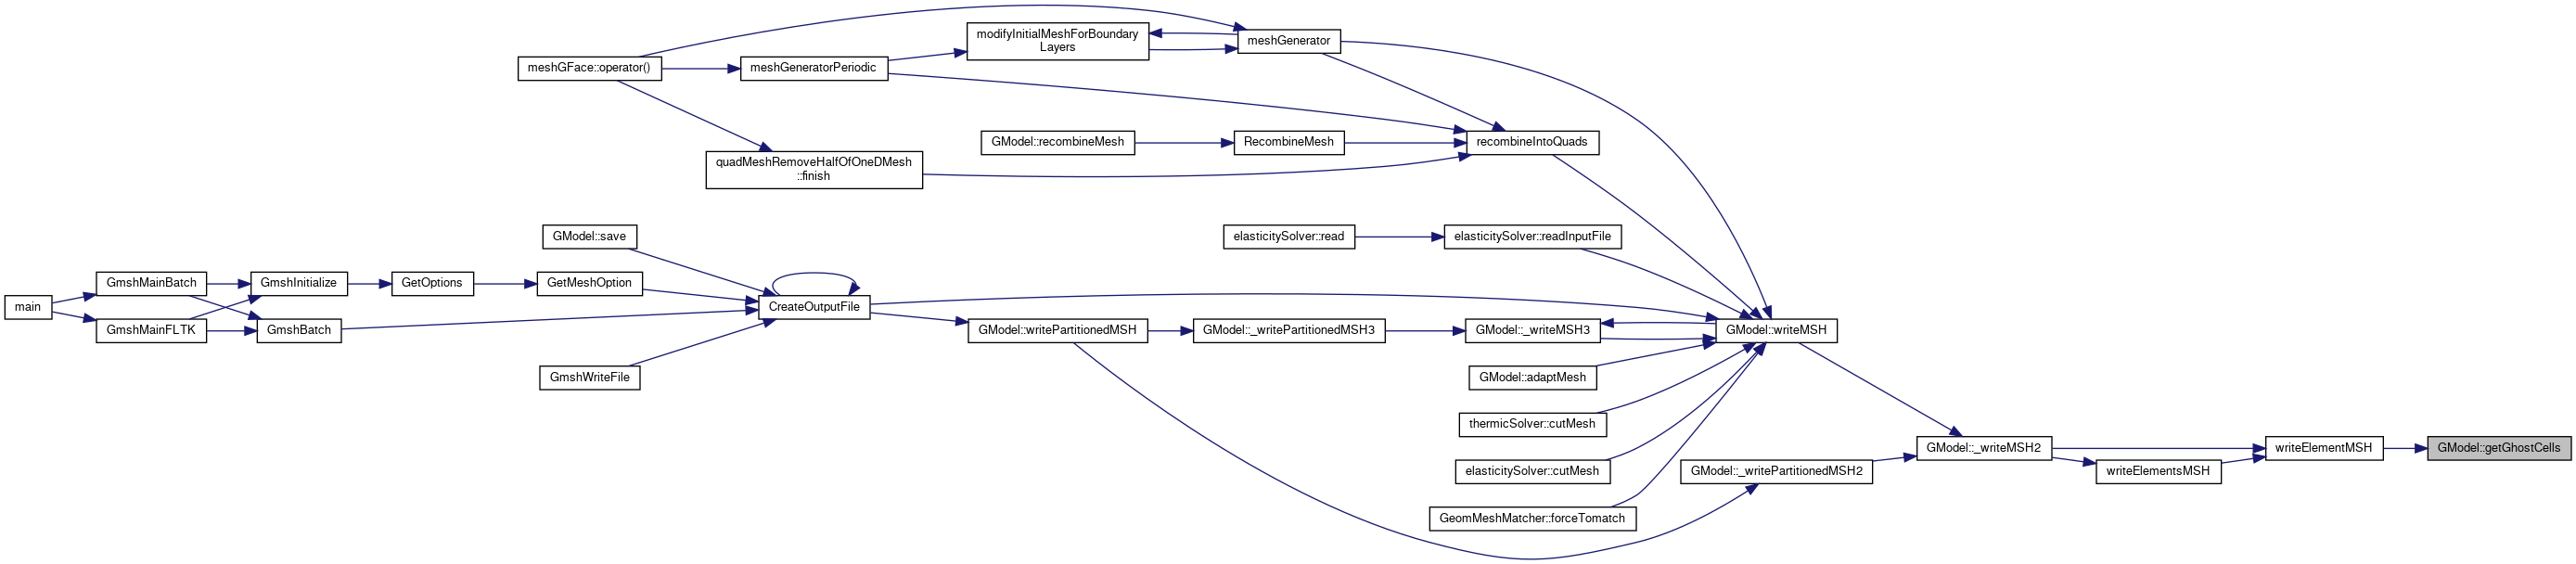 modifyInitialMeshForBoundary
Layers
meshGenerator
meshGFace::operator()
meshGeneratorPeriodic
GModel::recombineMesh
RecombineMesh
recombineIntoQuads
quadMeshRemoveHalfOfOneDMesh
::finish
GModel::save
elasticitySolver::read
elasticitySolver::readInputFile
GmshMainBatch
GmshInitialize
GetOptions
GetMeshOption
main
CreateOutputFile
GmshMainFLTK
GmshBatch
GModel::writePartitionedMSH
GModel::_writePartitionedMSH3
GModel::_writeMSH3
GModel::writeMSH
GmshWriteFile
GModel::adaptMesh
thermicSolver::cutMesh
GModel::_writeMSH2
writeElementMSH
GModel::getGhostCells
elasticitySolver::cutMesh
GModel::_writePartitionedMSH2
writeElementsMSH
GeomMeshMatcher::forceTomatch